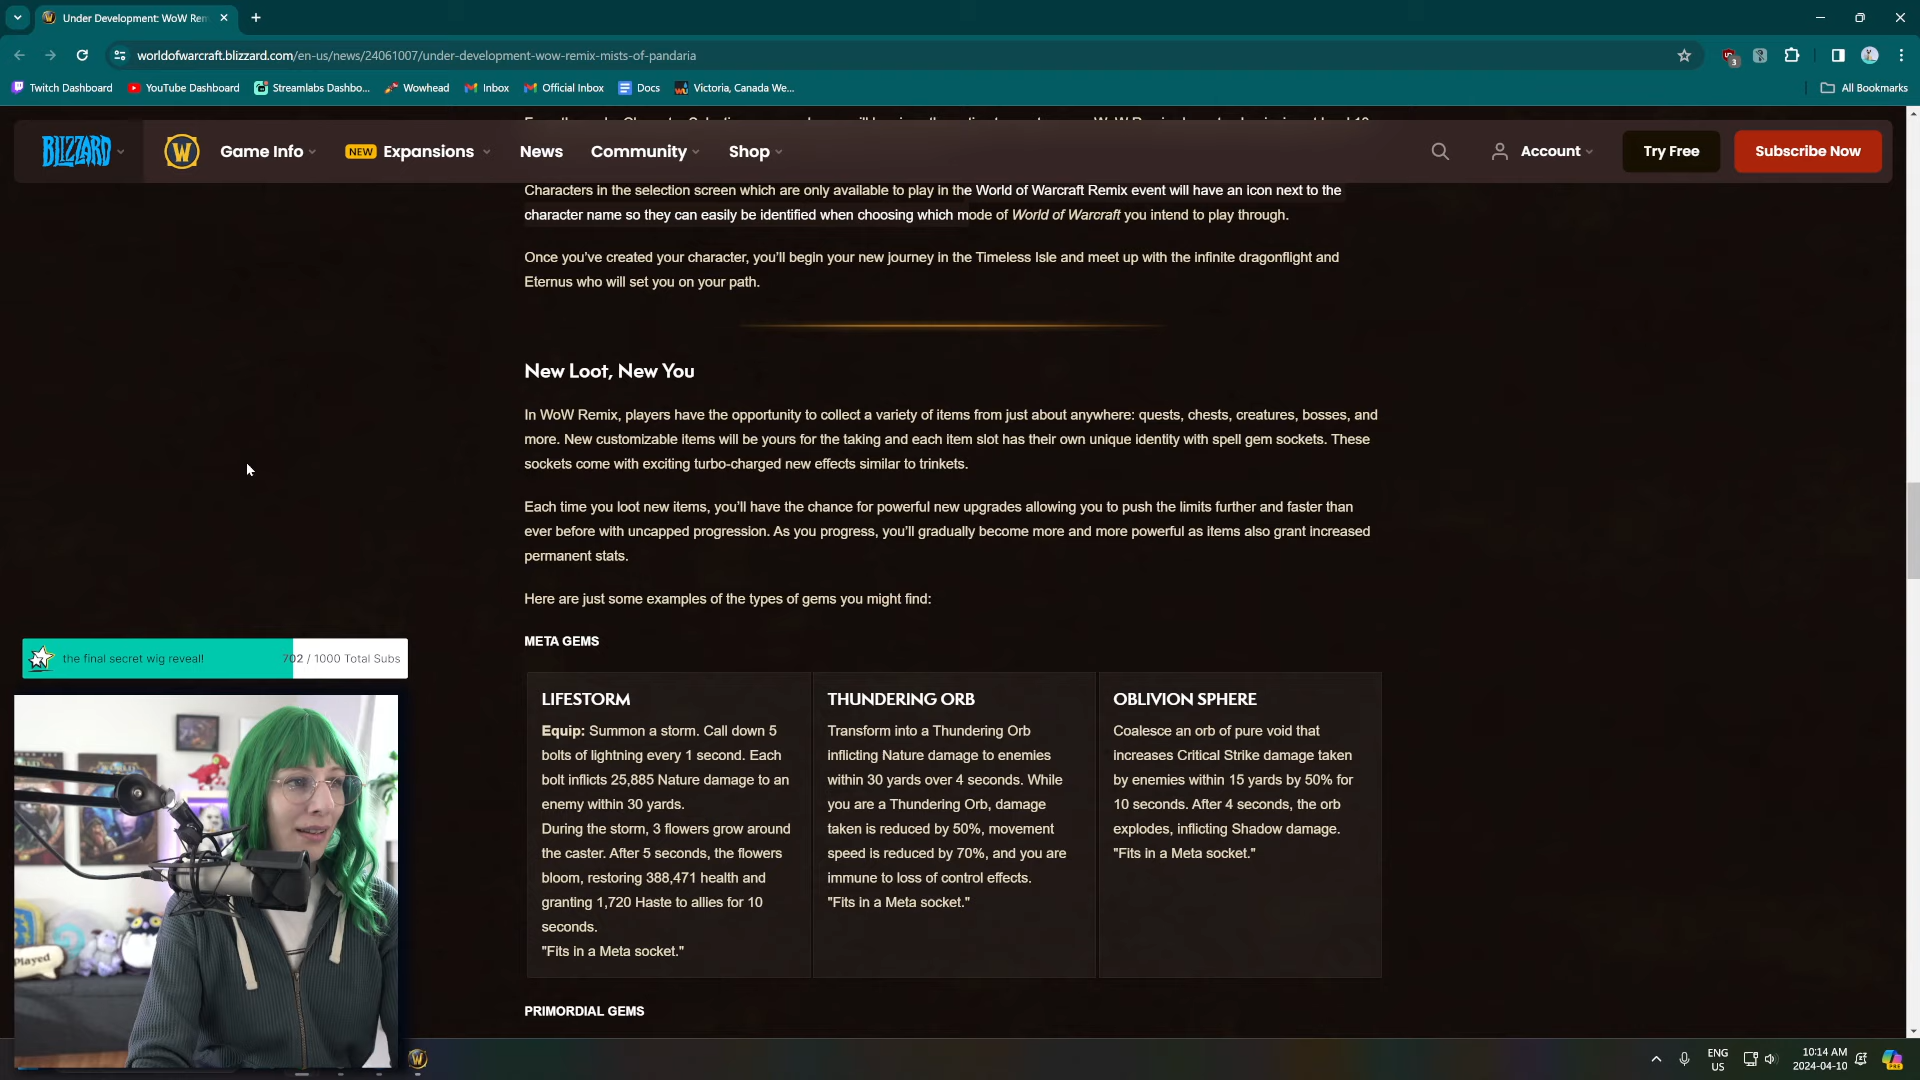 Under Development: WoW Rem
worldofwarcraft.blizzard.com/en-us/news/24061007/under-development-wow-remix-mists-of-pandaria
3
Twitch Dashboard
YouTube Dashboard
Streamlabs Dashbo...
Wowhead
Inbox
Official Inbox
Docs
Victoria, Canada We...
All Bookmarks
BLIZZARD
W
Game Info
NEW Expansions
News
Community
Shop
Account
Try Free
Subscribe Now
Characters in the selection screen which are only available to play in the World of Warcraft Remix event will have an icon next to the
character name so they can easily be identified when choosing which mode of World of Warcraft you intend to play through.
Once you've created your character, you'll begin your new journey in the Timeless Isle and meet up with the infinite dragonflight and
Eternus who will set you on your path.
New Loot, New You
In WoW Remix, players have the opportunity to collect a variety of items from just about anywhere: quests, chests, creatures, bosses, and
more. New customizable items will be yours for the taking and each item slot has their own unique identity with spell gem sockets. These
sockets come with exciting turbo-charged new effects similar to trinkets.
Each time you loot new items, you'll have the chance for powerful new upgrades allowing you to push the limits further and faster than
ever before with uncapped progression. As you progress, you'll gradually become more and more powerful as items also grant increased
permanent stats.
Here are just some examples of the types of gems you might find:
META GEMS
LIFESTORM
Equip: Summon a storm. Call down 5
bolts of lightning every 1 second. Each
bolt inflicts 25,885 Nature damage to an
enemy within 30 yards.
During the storm, 3 flowers grow around
the caster. After 5 seconds, the flowers
bloom, restoring 388,471 health and
granting 1,720 Haste to allies for 10
seconds.
"Fits in a Meta socket."
THUNDERING ORB
Transform into a Thundering Orb
inflicting Nature damage to enemies
within 30 yards over 4 seconds. While
you are a Thundering Orb, damage
taken is reduced by 50%, movement
speed is reduced by 70%, and you are
immune to loss of control effects.
"Fits in a Meta socket."
OBLIVION SPHERE
Coalesce an orb of pure void that
increases Critical Strike damage taken
by enemies within 15 yards by 50% for
10 seconds. After 4 seconds, the orb
explodes, inflicting Shadow damage.
"Fits in a Meta socket."
PRIMORDIAL GEMS
the final secret wig reveal!
702 / 1000 Total Subs
Played
W
ENG
US
10:14 AM
2024-04-10
PRE